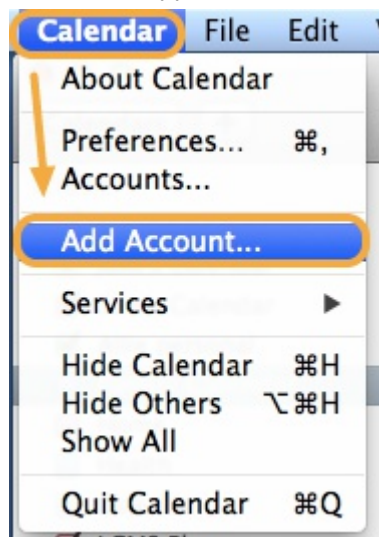 Calendar File Edit
About Calendar
Preferences... ⌘,
Accounts...
Add Account...
Services ▶
Hide Calendar ⌘H
Hide Others ⌥⌘H
Show All
Quit Calendar ⌘Q